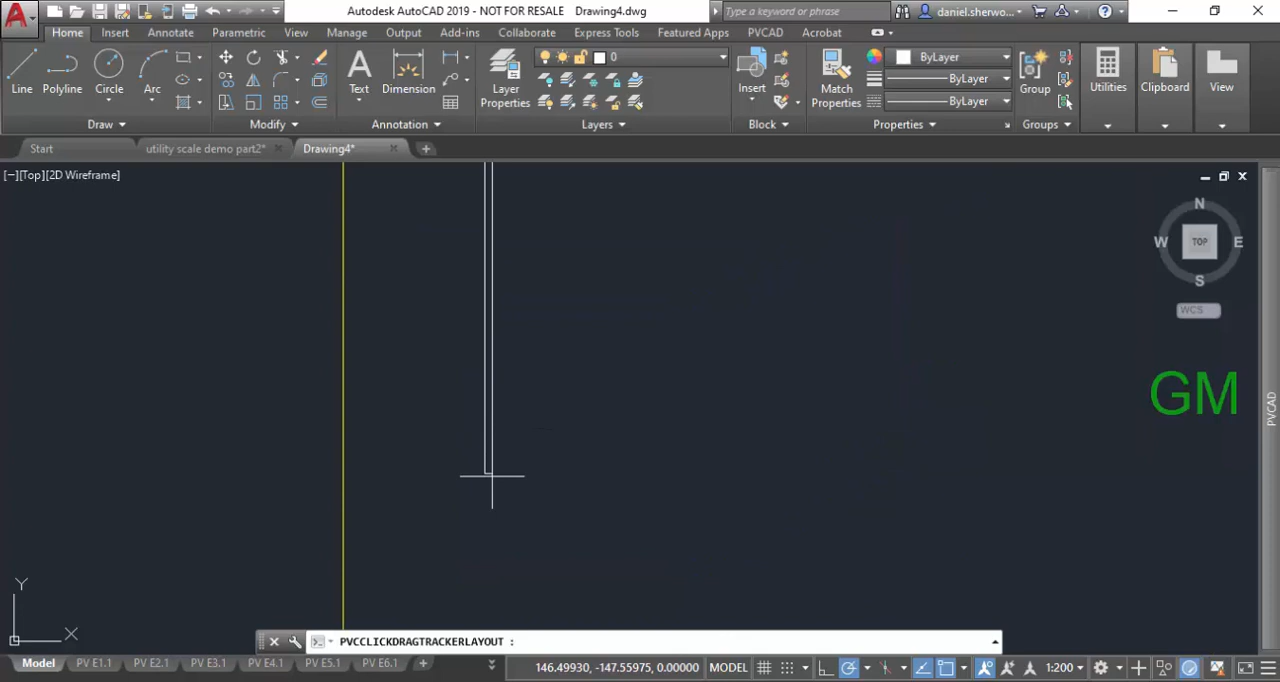 Autodesk AutoCAD 2019 - NOT FOR RESALE Drawing4.dwg
Type a keyword or phrase
daniel.sherwo...
Home Insert Annotate Parametric View Manage Output Add-ins Collaborate Express Tools Featured Apps PVCAD Acrobat
0
ByLayer
ByLayer
ByLayer
Line Polyline Circle Arc
Text Dimension
Layer Properties
Insert
Match Properties
Group
Utilities
Clipboard
View
Draw Modify Annotation Layers Block Properties Groups
Start utility scale demo part2* Drawing4*
[−][Top][2D Wireframe]
N
W TOP E
S
WCS
GM
PVCAD
Y
X
PVCCLICKDRAGTRACKERLAYOUT :
Model PV E1.1 PV E2.1 PV E3.1 PV E4.1 PV E5.1 PV E6.1
146.49930, -147.55975, 0.00000 MODEL 1:200